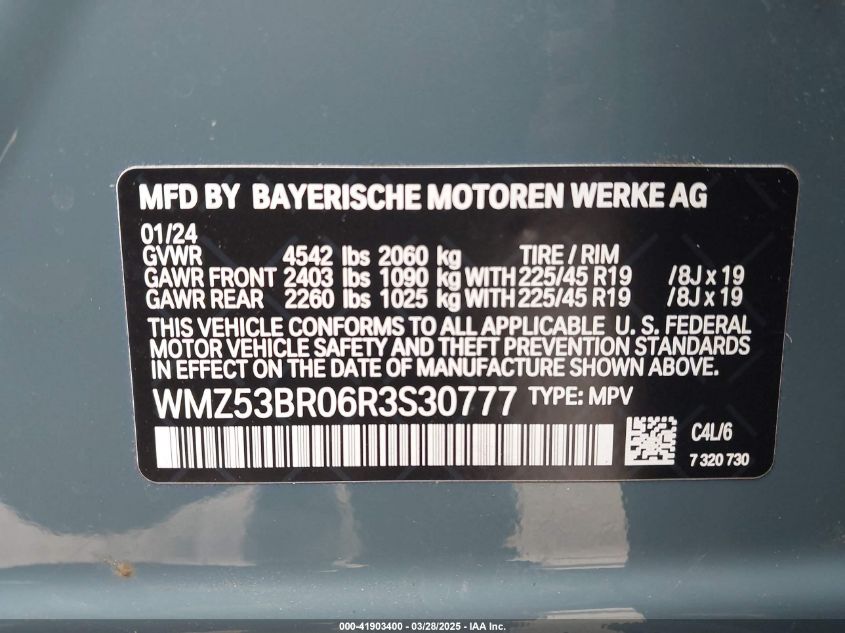 MFD BY BAYERISCHE MOTOREN WERKE AG
01/24
GVWR 4542 lbs 2060 kg TIRE / RIM
GAWR FRONT 2403 lbs 1090 kg WITH 225/45 R19 /8J x 19
GAWR REAR 2260 lbs 1025 kg WITH 225/45 R19 /8J x 19
THIS VEHICLE CONFORMS TO ALL APPLICABLE U. S. FEDERAL
MOTOR VEHICLE SAFETY AND THEFT PREVENTION STANDARDS
IN EFFECT ON THE DATE OF MANUFACTURE SHOWN ABOVE.
WMZ53BR06R3S30777 TYPE: MPV
C4L/6
7 320 730
000-41903400 - 03/28/2025 - IAA Inc.